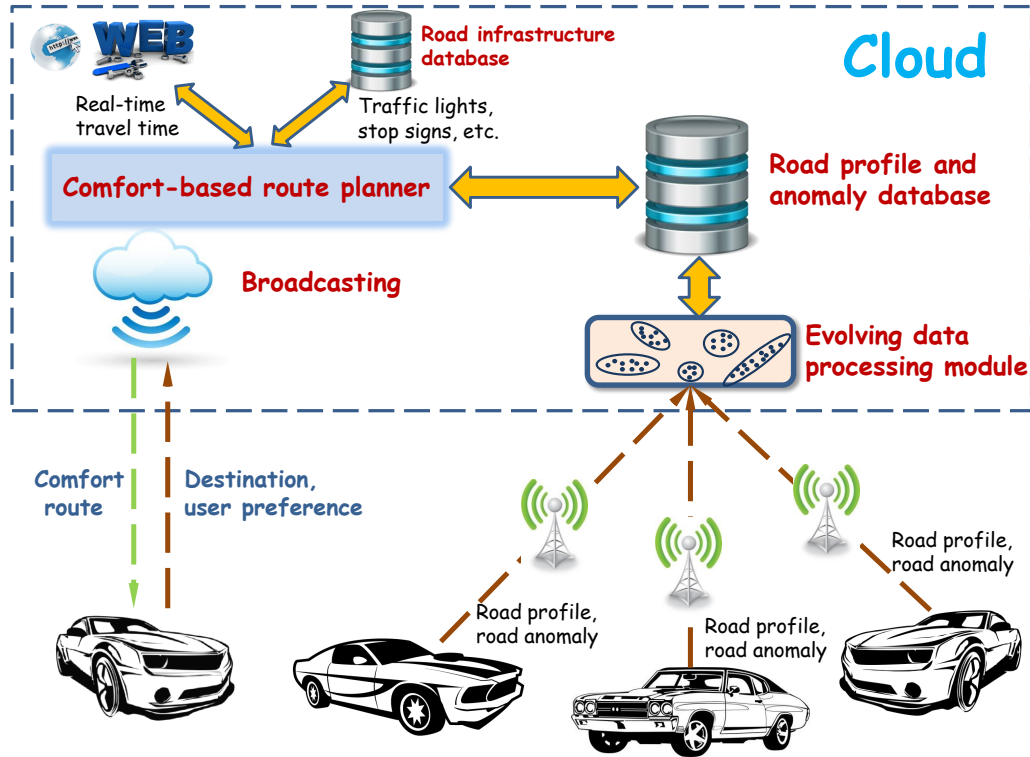 http://www
WEB
Road infrastructure
database
Cloud
Real-time
travel time
Traffic lights,
stop signs, etc.
Comfort-based route planner
Road profile and
anomaly database
Broadcasting
Evolving data
processing module
Comfort
route
Destination,
user preference
Road profile,
road anomaly
Road profile,
road anomaly
Road profile,
road anomaly